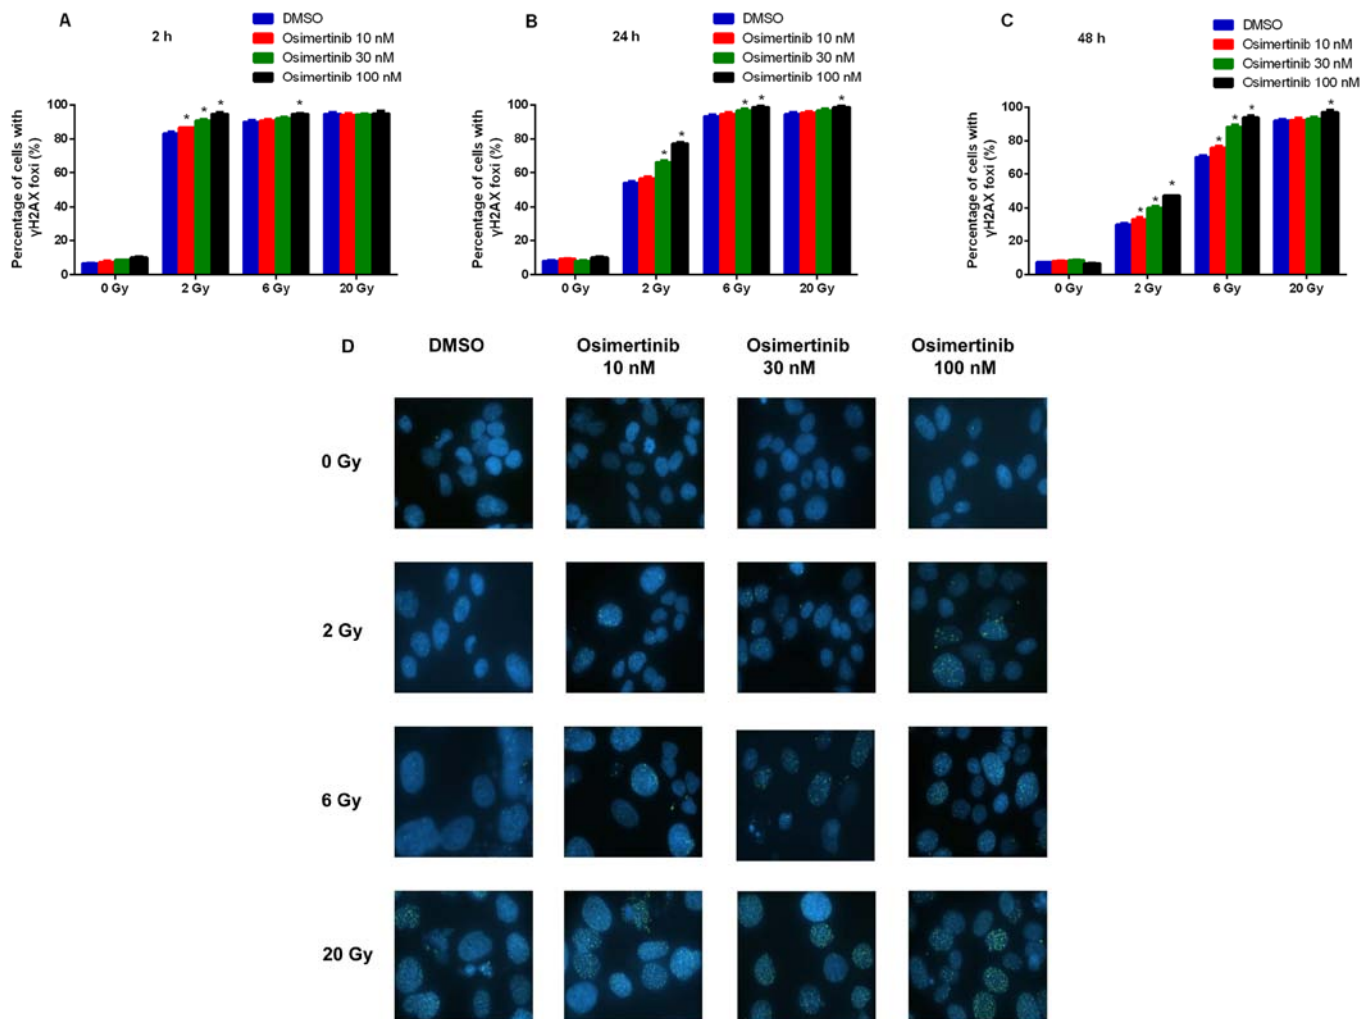 A
2 h
DMSO
Osimertinib 10 nM
Osimertinib 30 nM
Osimertinib 100 nM
Percentage of cells with
γH2AX foxi (%)
100
80
60
40
20
0
* * * *
0 Gy 2 Gy 6 Gy 20 Gy
B
24 h
DMSO
Osimertinib 10 nM
Osimertinib 30 nM
Osimertinib 100 nM
Percentage of cells with
γH2AX foxi (%)
100
80
60
40
20
0
* * * * *
0 Gy 2 Gy 6 Gy 20 Gy
C
48 h
DMSO
Osimertinib 10 nM
Osimertinib 30 nM
Osimertinib 100 nM
Percentage of cells with
γH2AX foxi (%)
100
80
60
40
20
0
* * * * * * *
0 Gy 2 Gy 6 Gy 20 Gy
D
DMSO
Osimertinib
10 nM
Osimertinib
30 nM
Osimertinib
100 nM
0 Gy
2 Gy
6 Gy
20 Gy